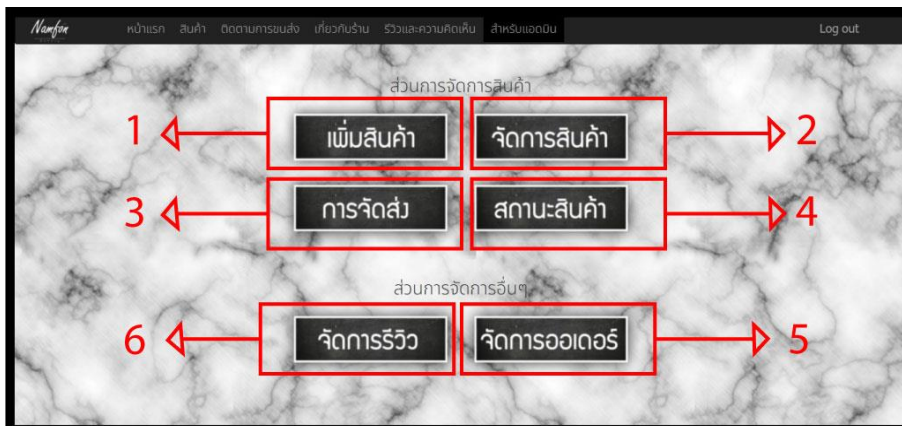 Namfon หน้าแรก สินค้า ติดตามการขนส่ง เกี่ยวกับร้าน รีวิวและความคิดเห็น สำหรับแอดมิน Log out
ส่วนการจัดการสินค้า
1 เพิ่มสินค้า จัดการสินค้า 2
3 การจัดส่ง สถานะสินค้า 4
ส่วนการจัดการอื่นๆ
6 จัดการรีวิว จัดการออเดอร์ 5